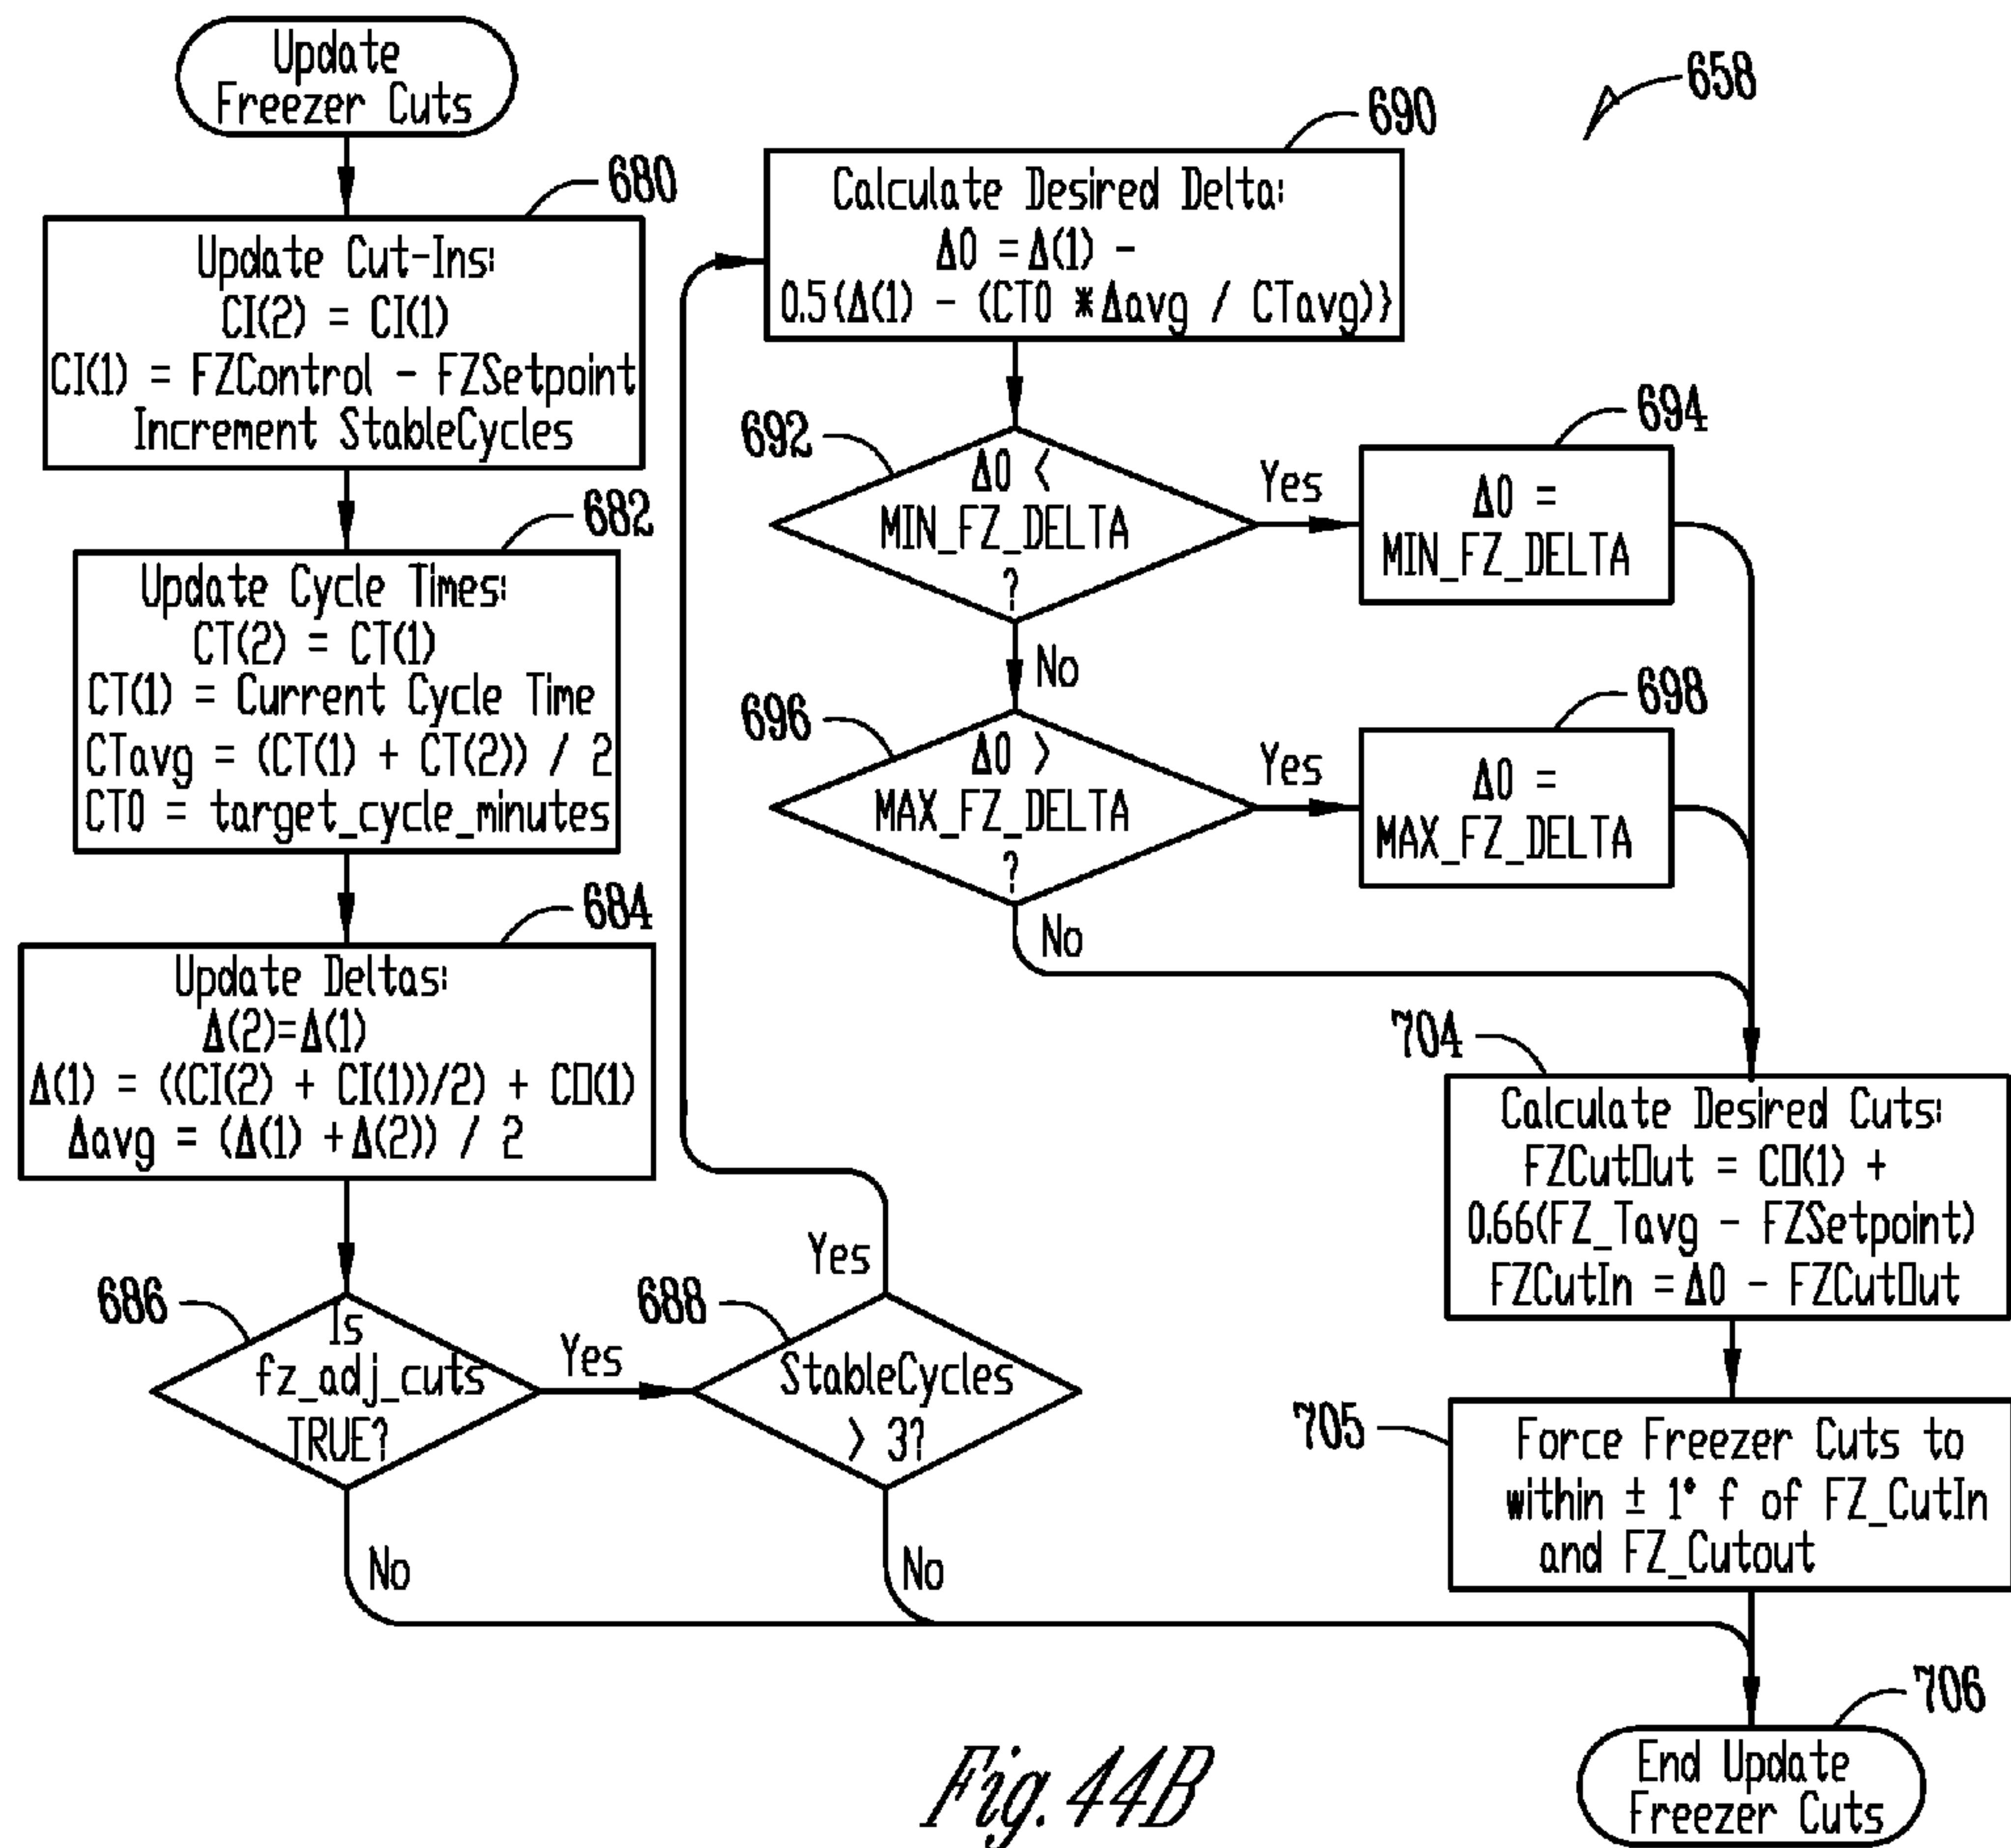 Update
Freezer Cuts
680
Update Cut-Ins:
CI(2) = CI(1)
CI(1) = FZControl - FZSetpoint
Increment StableCycles
682
Update Cycle Times:
CT(2) = CT(1)
CT(1) = Current Cycle Time
CTavg = (CT(1) + CT(2)) / 2
CT0 = target_cycle_minutes
684
Update Deltas:
Δ(2)=Δ(1)
Δ(1) = ((CI(2) + CI(1))/2) + CO(1)
Δavg = (Δ(1) +Δ(2)) / 2
686
Is
fz_adj_cuts
TRUE?
Yes
No
688
StableCycles
> 3?
Yes
No
658
690
Calculate Desired Delta:
Δ0 = Δ(1) -
0.5{Δ(1) - (CT0 *Δavg / CTavg)}
692
Δ0 <
MIN_FZ_DELTA
?
Yes
No
694
Δ0 =
MIN_FZ_DELTA
696
Δ0 >
MAX_FZ_DELTA
?
Yes
No
698
Δ0 =
MAX_FZ_DELTA
704
Calculate Desired Cuts:
FZCutOut = CO(1) +
0.66(FZ_Tavg - FZSetpoint)
FZCutIn = Δ0 - FZCutOut
705
Force Freezer Cuts to
within ± 1° f of FZ_CutIn
and FZ_Cutout
706
End Update
Freezer Cuts
Fig. 44B